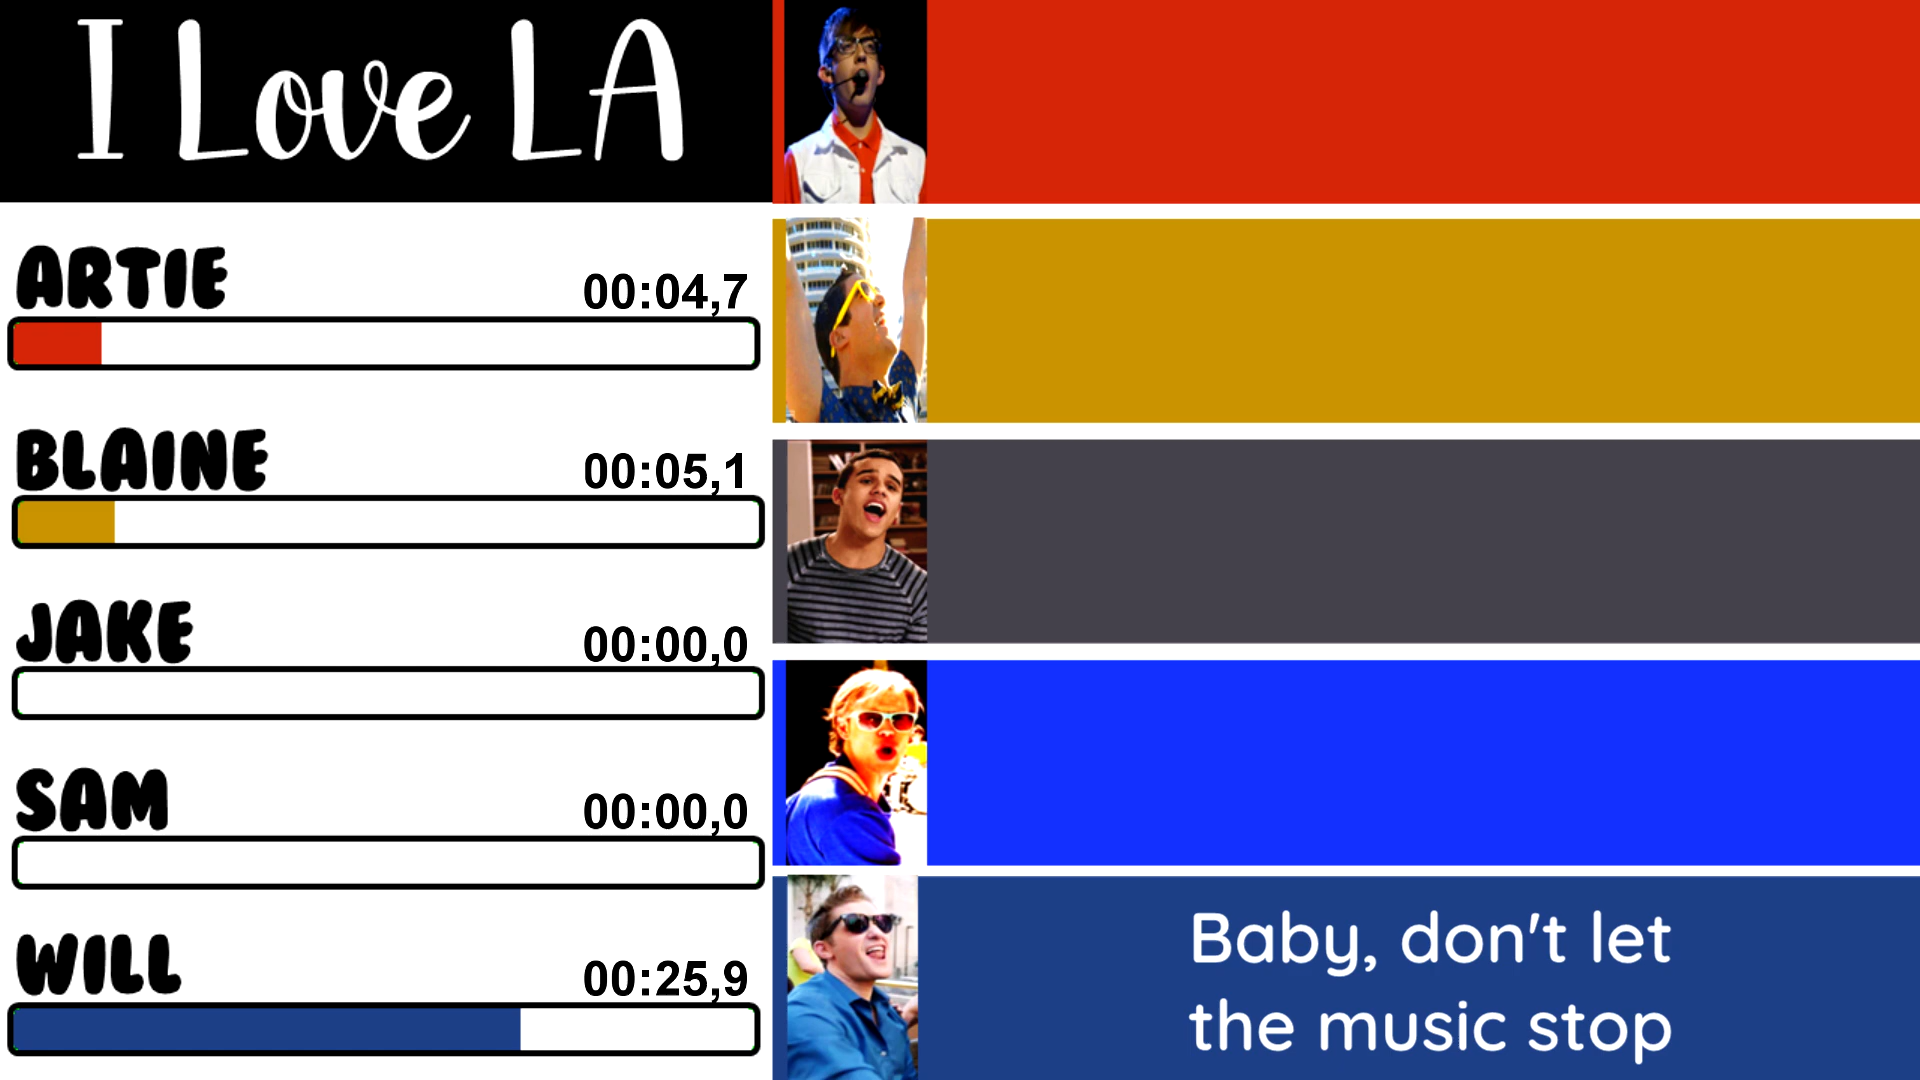 I Love LA
ARTIE 00:04,7
BLAINE 00:05,1
JAKE 00:00,0
SAM 00:00,0
WILL 00:25,9
Baby, don't let
the music stop